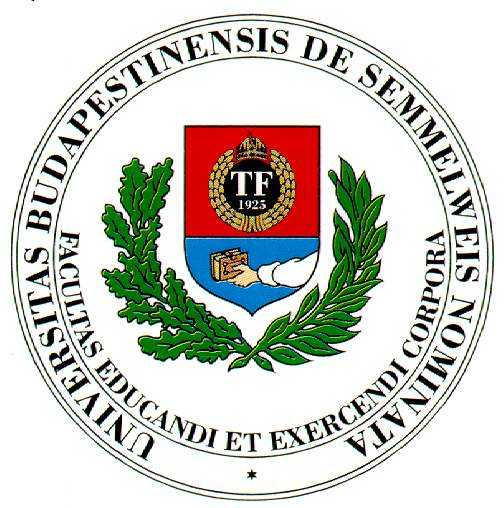 UNIVERSITAS BUDAPESTINENSIS DE SEMMELWEIS NOMINATA
FACULTAS EDUCANDI ET EXERCENDI CORPORA
TF
1925